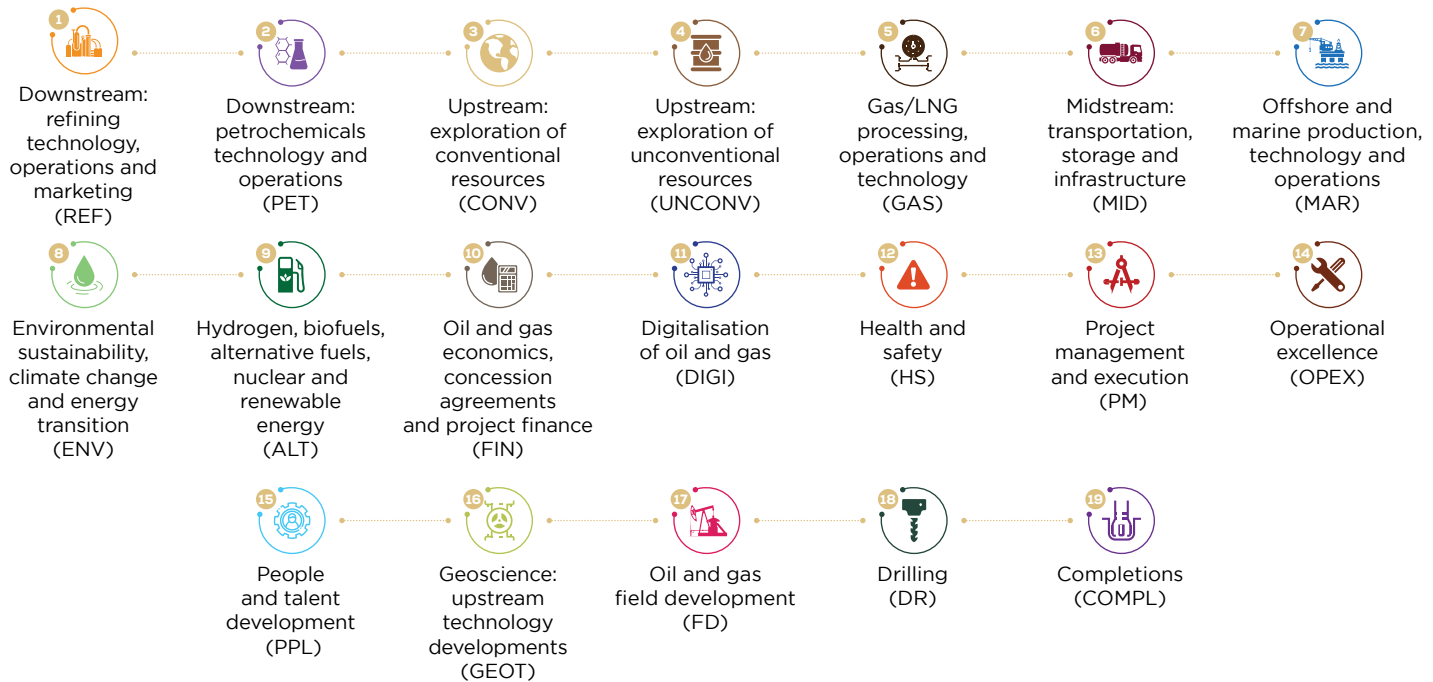 1
Downstream:
refining
technology,
operations and
marketing
(REF)
2
Downstream:
petrochemicals
technology and
operations
(PET)
3
Upstream:
exploration of
conventional
resources
(CONV)
4
Upstream:
exploration of
unconventional
resources
(UNCONV)
5
Gas/LNG
processing,
operations and
technology
(GAS)
6
Midstream:
transportation,
storage and
infrastructure
(MID)
7
Offshore and
marine production,
technology and
operations
(MAR)
8
Environmental
sustainability,
climate change
and energy
transition
(ENV)
9
Hydrogen, biofuels,
alternative fuels,
nuclear and
renewable
energy
(ALT)
10
Oil and gas
economics,
concession
agreements
and project finance
(FIN)
11
Digitalisation
of oil and gas
(DIGI)
12
Health and
safety
(HS)
13
Project
management
and execution
(PM)
14
Operational
excellence
(OPEX)
15
People
and talent
development
(PPL)
16
Geoscience:
upstream
technology
developments
(GEOT)
17
Oil and gas
field development
(FD)
18
Drilling
(DR)
19
Completions
(COMPL)